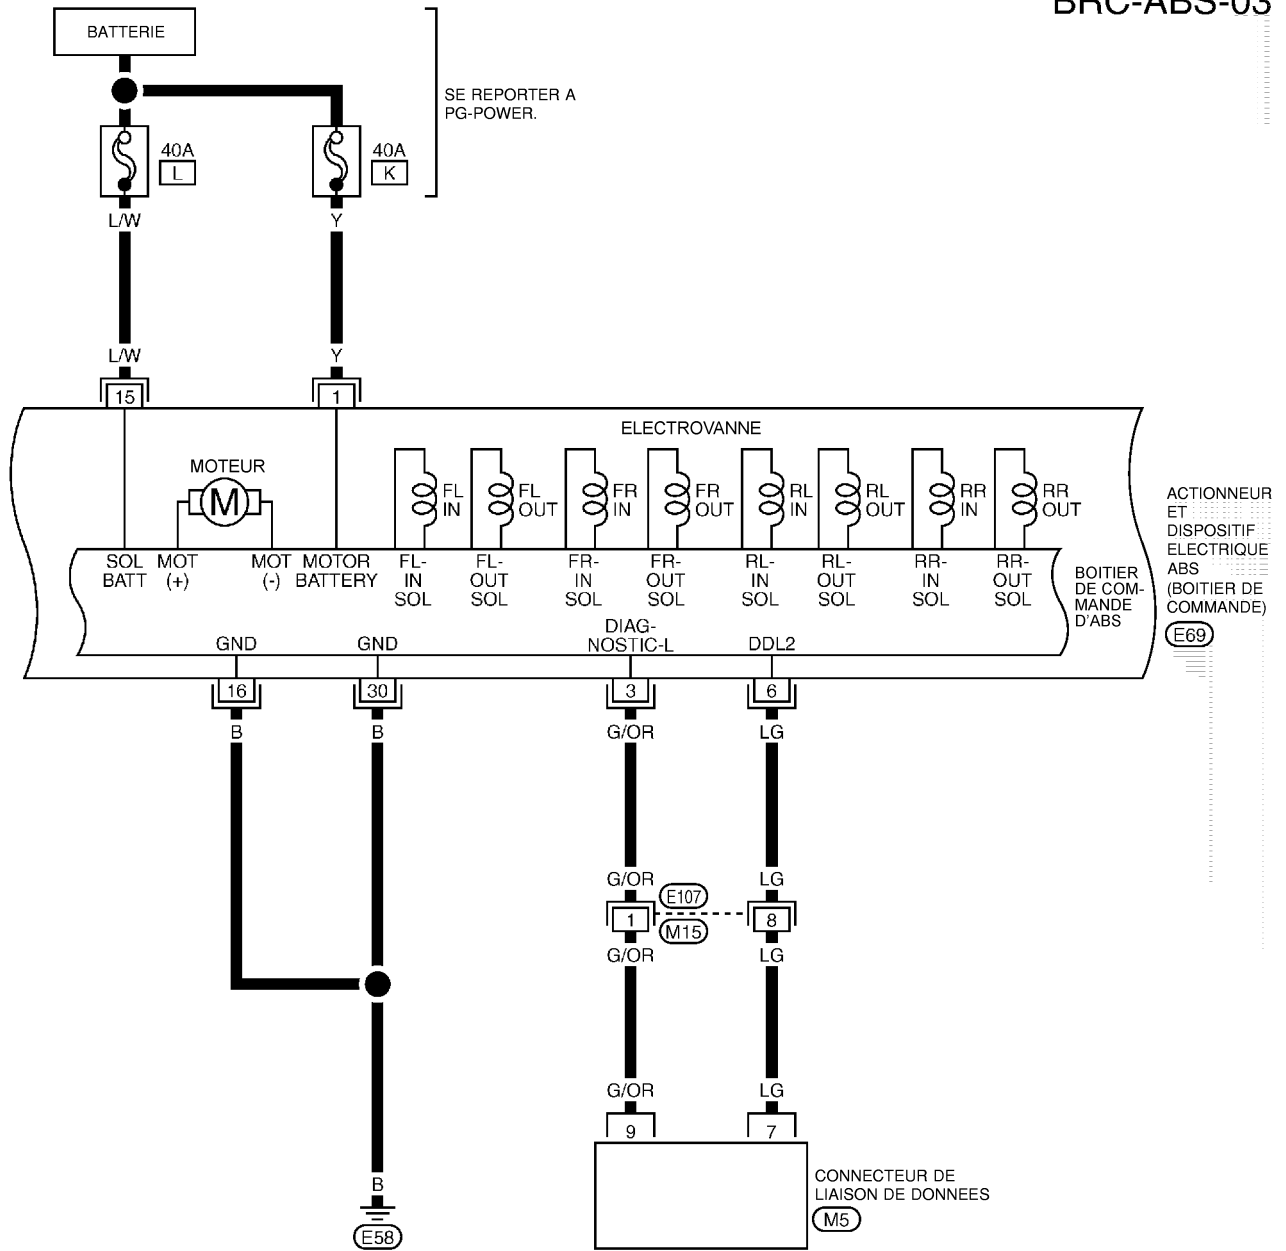 BRC-ABS-03
BATTERIE
SE REPORTER A
PG-POWER.
40A
L
40A
K
L/W
Y
L/W
Y
15
1
ELECTROVANNE
MOTEUR
M
FL
IN
FL
OUT
FR
IN
FR
OUT
RL
IN
RL
OUT
RR
IN
RR
OUT
SOL
BATT
MOT
(+)
MOT
(-)
MOTOR
BATTERY
FL-
IN
SOL
FL-
OUT
SOL
FR-
IN
SOL
FR-
OUT
SOL
RL-
IN
SOL
RL-
OUT
SOL
RR-
IN
SOL
RR-
OUT
SOL
BOITIER
DE COM-
MANDE
D'ABS
ACTIONNEUR
ET
DISPOSITIF
ELECTRIQUE
ABS
(BOITIER DE
COMMANDE)
E69
GND
GND
DIAG-
NOSTIC-L
DDL2
16
30
3
6
B
B
G/OR
LG
G/OR
LG
E107
1
8
M15
G/OR
LG
G/OR
LG
9
7
B
E58
CONNECTEUR DE
LIAISON DE DONNEES
M5